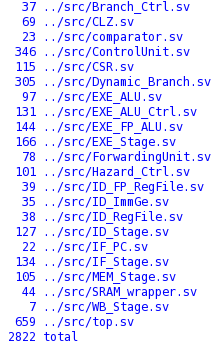 37 ../src/Branch_Ctrl.sv
69 ../src/CLZ.sv
23 ../src/comparator.sv
346 ../src/ControlUnit.sv
115 ../src/CSR.sv
305 ../src/Dynamic_Branch.sv
97 ../src/EXE_ALU.sv
131 ../src/EXE_ALU_Ctrl.sv
144 ../src/EXE_FP_ALU.sv
166 ../src/EXE_Stage.sv
78 ../src/ForwardingUnit.sv
101 ../src/Hazard_Ctrl.sv
39 ../src/ID_FP_RegFile.sv
35 ../src/ID_ImmGe.sv
38 ../src/ID_RegFile.sv
127 ../src/ID_Stage.sv
22 ../src/IF_PC.sv
134 ../src/IF_Stage.sv
105 ../src/MEM_Stage.sv
44 ../src/SRAM_wrapper.sv
7 ../src/WB_Stage.sv
659 ../src/top.sv
2822 total